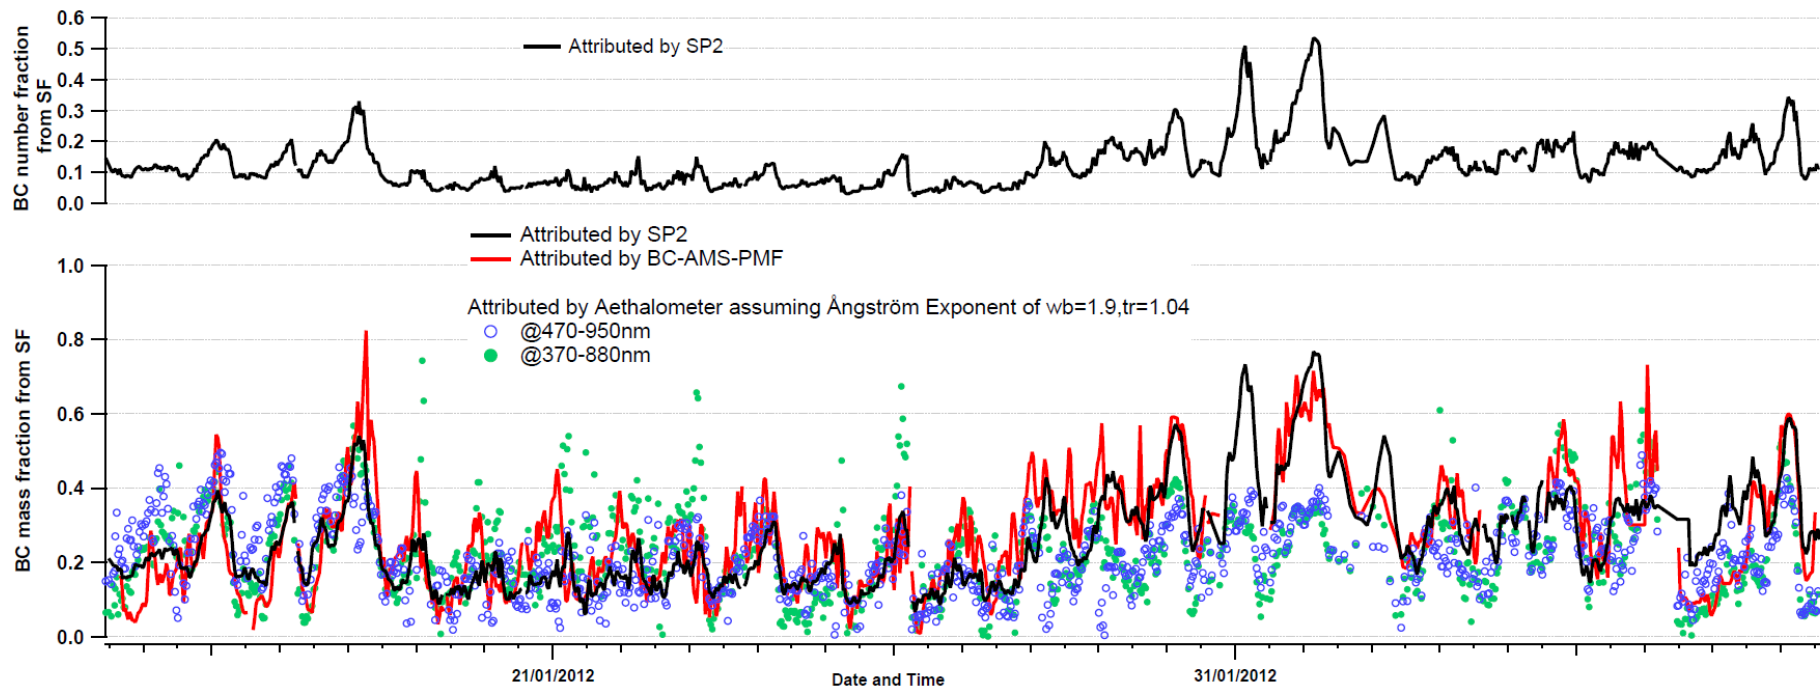 BC number fraction
from SF
0.6
0.5
0.4
0.3
0.2
0.1
0.0
Attributed by SP2
Attributed by SP2
Attributed by BC-AMS-PMF
Attributed by Aethalometer assuming Ångström Exponent of wb=1.9,tr=1.04
@470-950nm
@370-880nm
BC mass fraction from SF
1.0
0.8
0.6
0.4
0.2
0.0
21/01/2012
31/01/2012
Date and Time